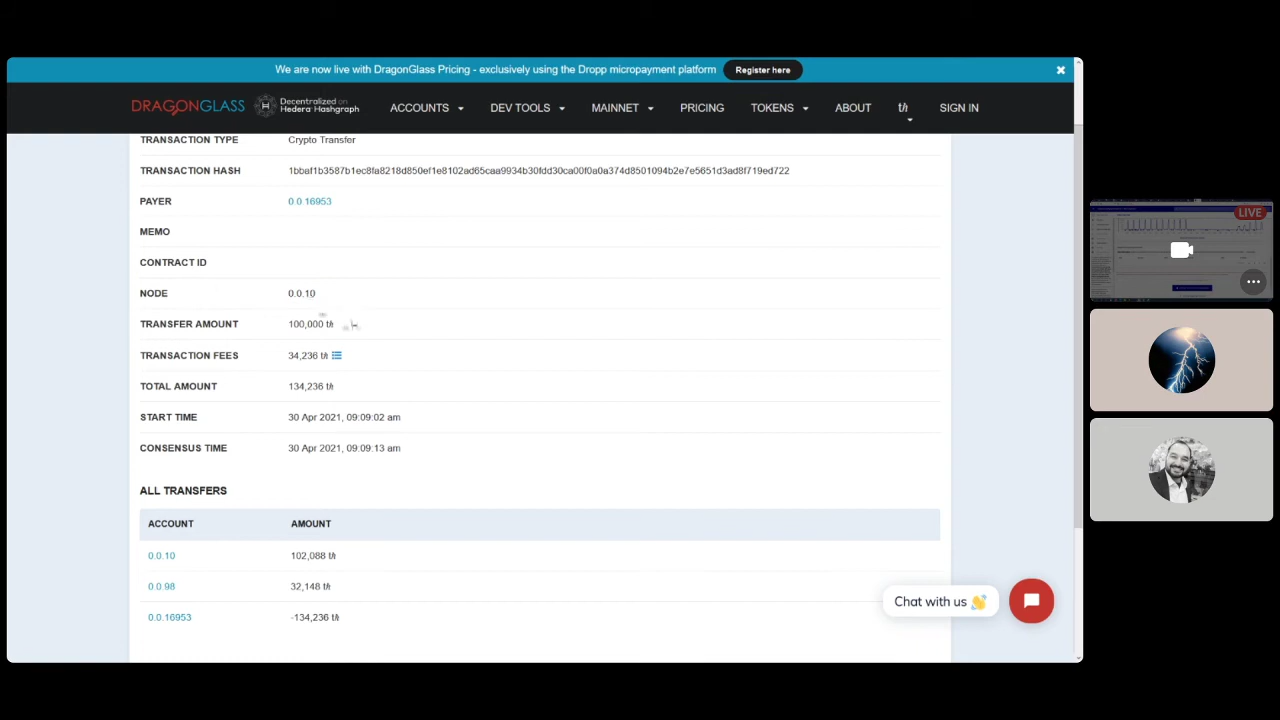 We are now live with DragonGlass Pricing - exclusively using the Dropp micropayment platform Register here
DRAGONGLASS Decentralized on Hedera Hashgraph ACCOUNTS DEV TOOLS MAINNET PRICING TOKENS ABOUT tℏ SIGN IN
TRANSACTION TYPE Crypto Transfer
TRANSACTION HASH 1bbaf1b3587b1ec8fa8218d850ef1e8102ad65caa9934b30fdd30ca00f0a0a374d8501094b2e7e5651d3ad8f719ed722
PAYER 0.0.16953
MEMO
CONTRACT ID
NODE 0.0.10
TRANSFER AMOUNT 100,000 tℏ
TRANSACTION FEES 34,236 tℏ
TOTAL AMOUNT 134,236 tℏ
START TIME 30 Apr 2021, 09:09:02 am
CONSENSUS TIME 30 Apr 2021, 09:09:13 am
ALL TRANSFERS
ACCOUNT AMOUNT
0.0.10 102,088 tℏ
0.0.98 32,148 tℏ
0.0.16953 -134,236 tℏ
Chat with us 👋
LIVE